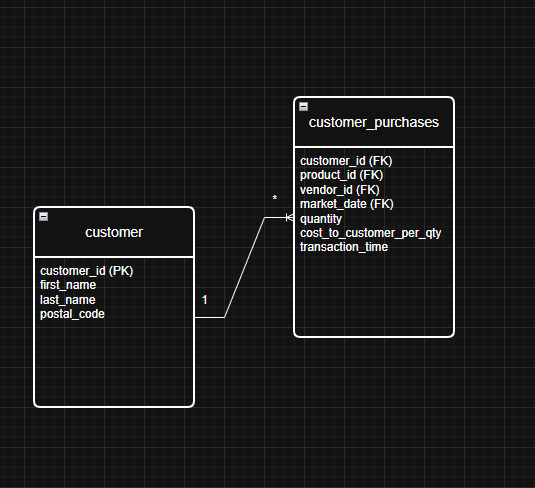 customer_purchases
customer_id (FK)
product_id (FK)
vendor_id (FK)
market_date (FK)
quantity
cost_to_customer_per_qty
transaction_time
*
customer
customer_id (PK)
first_name
last_name
postal_code
1